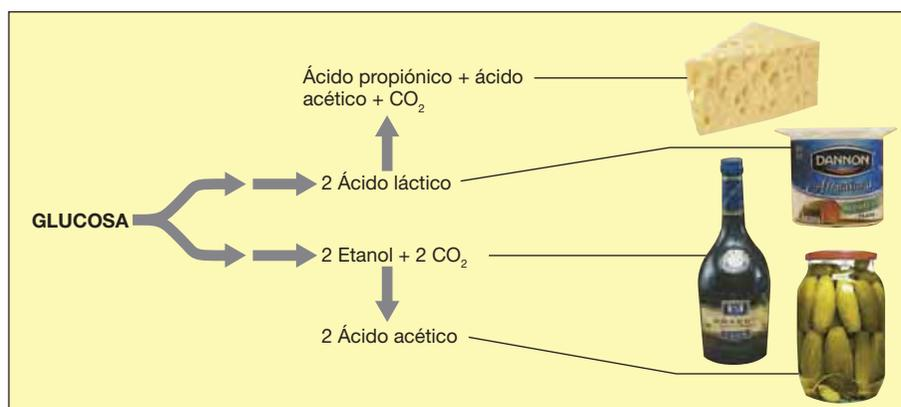 Ácido propiónico + ácido
acético + CO₂
2 Ácido láctico
GLUCOSA
2 Etanol + 2 CO₂
2 Ácido acético
DANNON